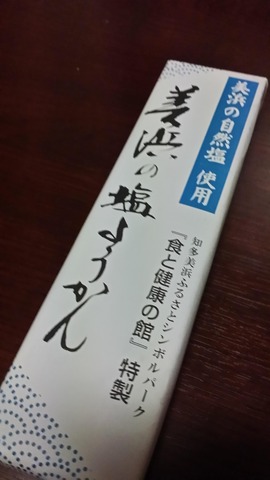 美浜の自然塩 使用
美浜の塩ようかん
知多美浜ふるさとシンボルパーク
『食と健康の館』特製